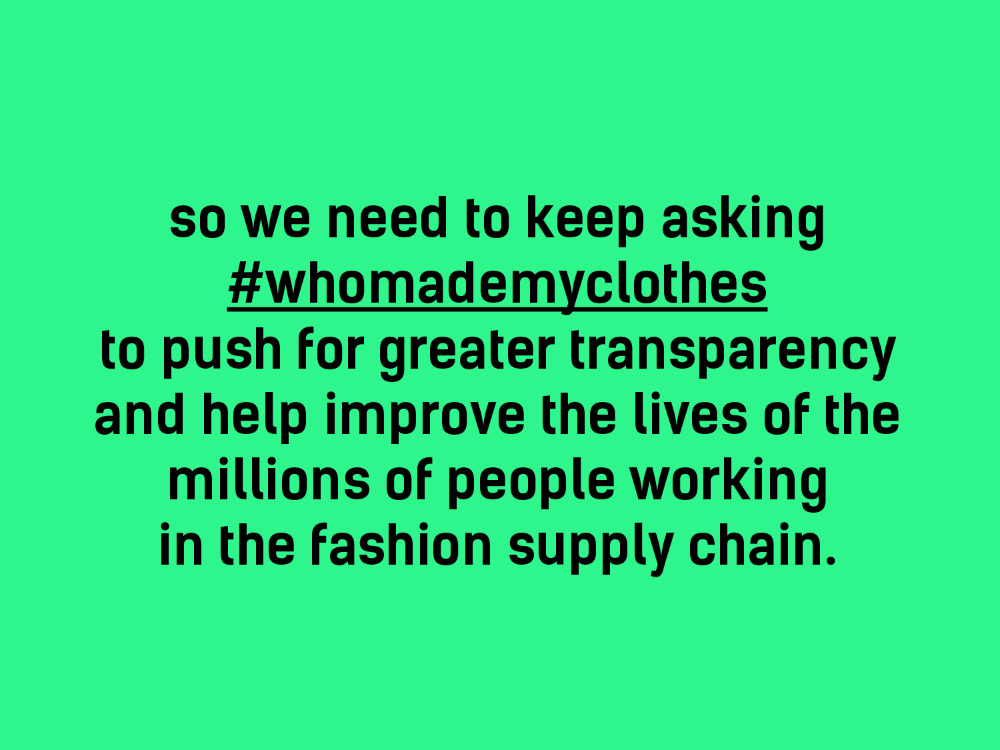 so we need to keep asking
#whomademyclothes
to push for greater transparency
and help improve the lives of the
millions of people working
in the fashion supply chain.